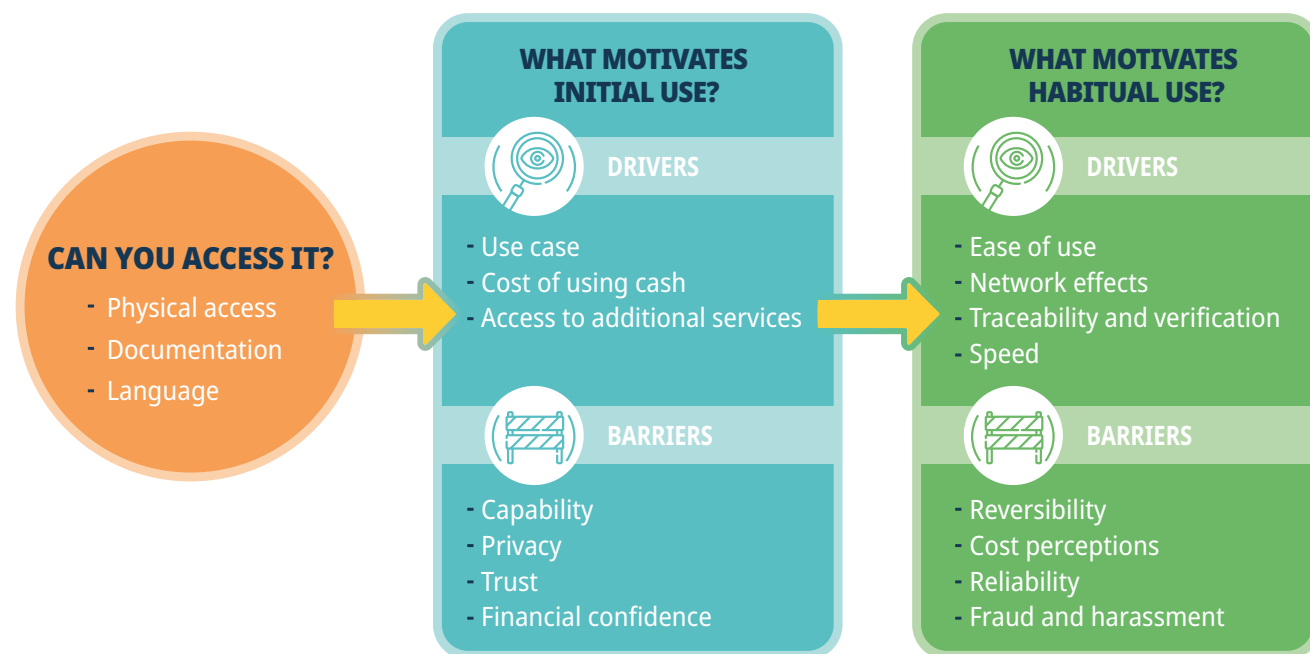 CAN YOU ACCESS IT?
- Physical access
- Documentation
- Language
WHAT MOTIVATES
INITIAL USE?
DRIVERS
- Use case
- Cost of using cash
- Access to additional services
BARRIERS
- Capability
- Privacy
- Trust
- Financial confidence
WHAT MOTIVATES
HABITUAL USE?
DRIVERS
- Ease of use
- Network effects
- Traceability and verification
- Speed
BARRIERS
- Reversibility
- Cost perceptions
- Reliability
- Fraud and harassment